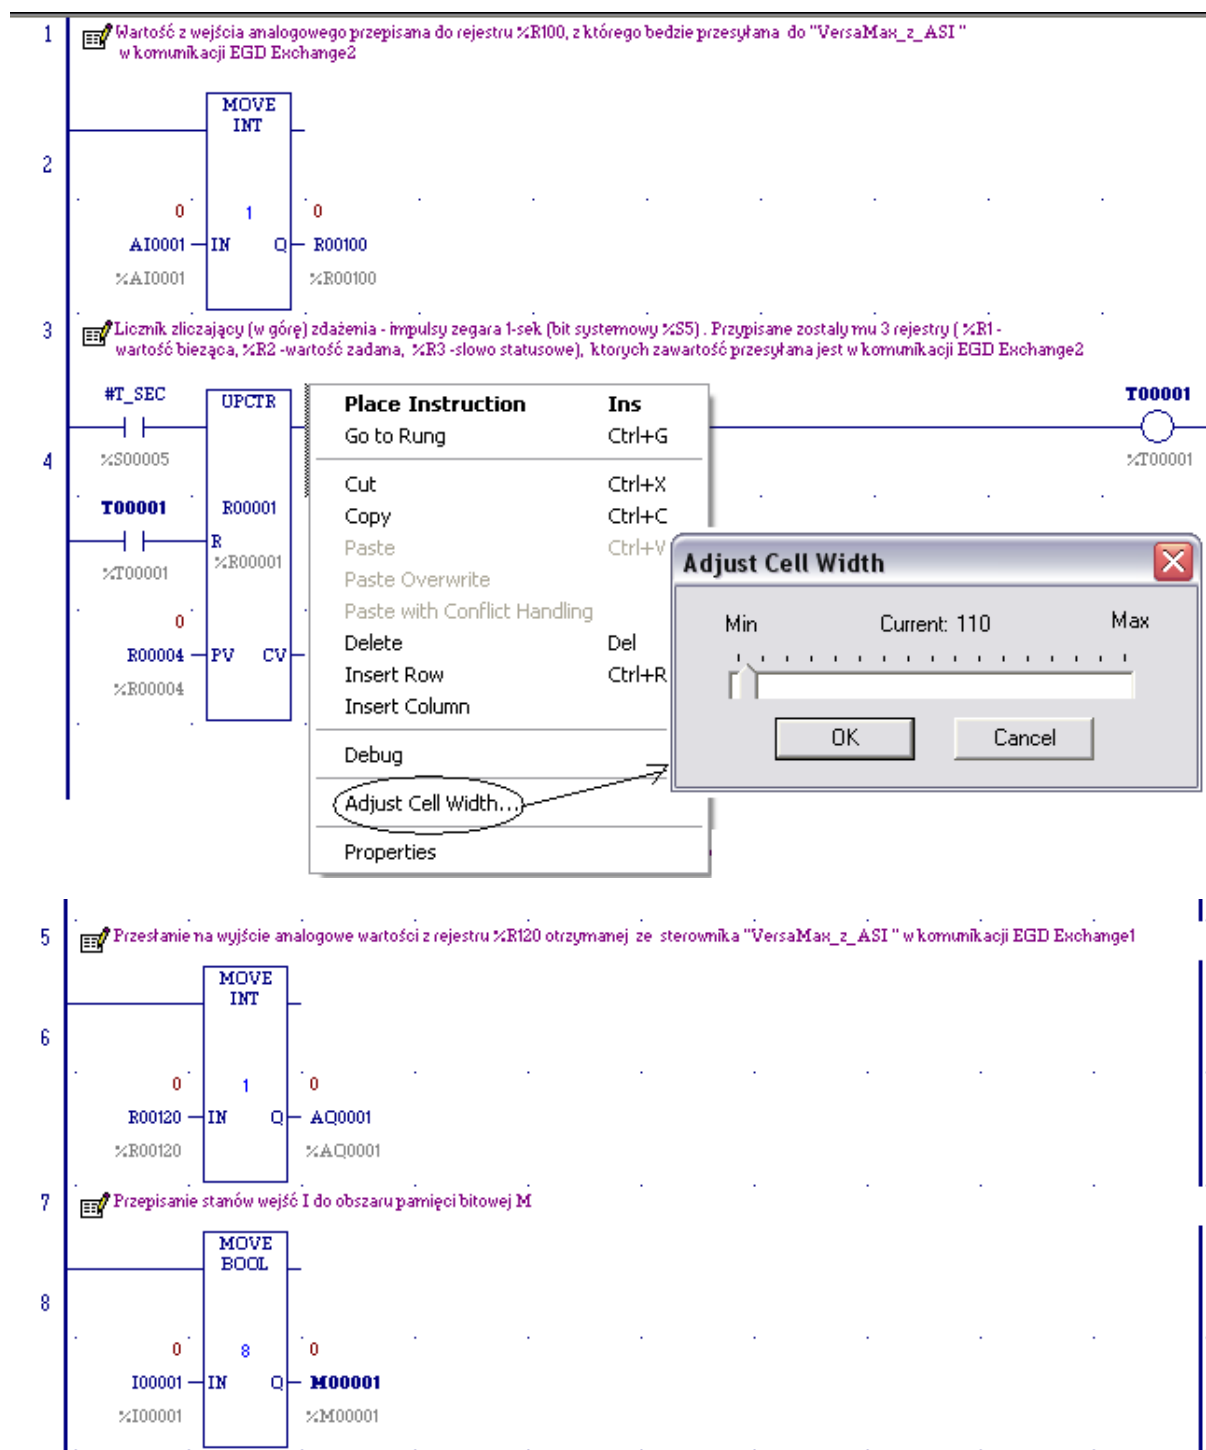 1
Wartość z wejścia analogowego przepisana do rejestru %R100, z którego bedzie przesyłana do "VersaMax_z_ASI "
w komunikacji EGD Exchange2
MOVE
INT
2
0 1 0
AI0001 IN Q R00100
%AI0001 %R00100
3
Licznik zliczający (w górę) zdażenia - impulsy zegara 1-sek (bit systemowy %S5) . Przypisane zostaly mu 3 rejestry ( %R1 -
wartość bieząca, %R2 -wartość zadana, %R3 -slowo statusowe), ktorych zawartość przesyłana jest w komunikacji EGD Exchange2
#T_SEC UPCTR T00001
%S00005 %T00001
4
T00001 R00001
R
%T00001 %R00001
0
R00004 PV CV
%R00004
Place Instruction Ins
Go to Rung Ctrl+G
Cut Ctrl+X
Copy Ctrl+C
Paste Ctrl+V
Paste Overwrite
Paste with Conflict Handling
Delete Del
Insert Row Ctrl+R
Insert Column
Debug
Adjust Cell Width...
Properties
Adjust Cell Width
Min Current: 110 Max
OK Cancel
5
Przesłanie na wyjście analogowe wartości z rejestru %R120 otrzymanej ze sterownika "VersaMax_z_ASI " w komunikacji EGD Exchange1
MOVE
INT
6
0 1 0
R00120 IN Q AQ0001
%R00120 %AQ0001
7
Przepisanie stanów wejść I do obszaru pamięci bitowej M
MOVE
BOOL
8
0 8 0
I00001 IN Q M00001
%I00001 %M00001